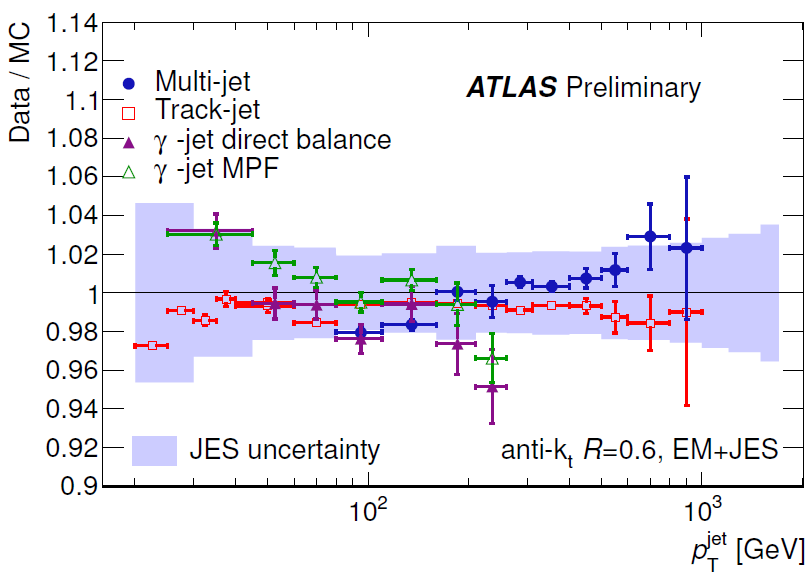 Data / MC
1.14
1.12
1.1
1.08
1.06
1.04
1.02
1
0.98
0.96
0.94
0.92
0.9
Multi-jet
Track-jet
γ -jet direct balance
γ -jet MPF
ATLAS Preliminary
JES uncertainty
anti-kt R=0.6, EM+JES
10² 10³
pTjet [GeV]